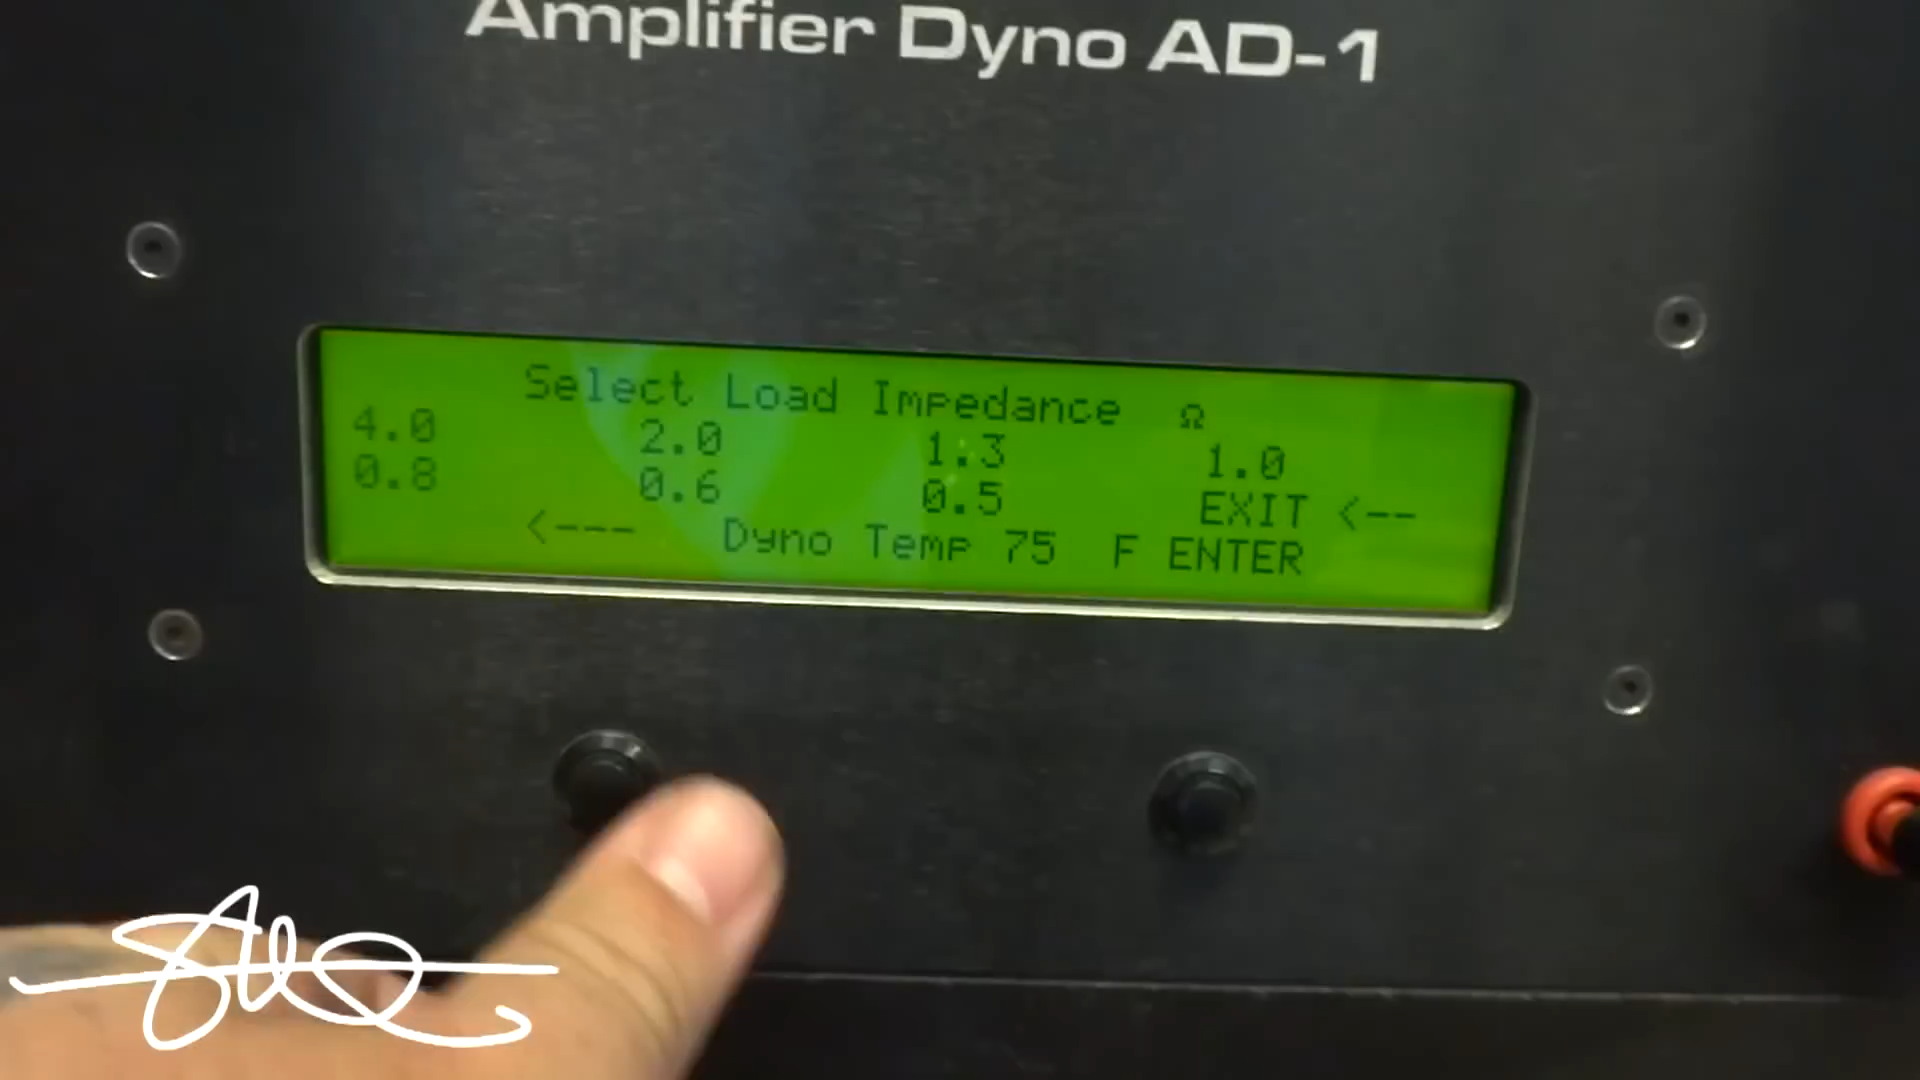 Amplifier Dyno AD-1
Select Load Impedance Ω
4.0 2.0 1.3 1.0
0.8 0.6 0.5 EXIT <--
<--- Dyno Temp 75 F ENTER